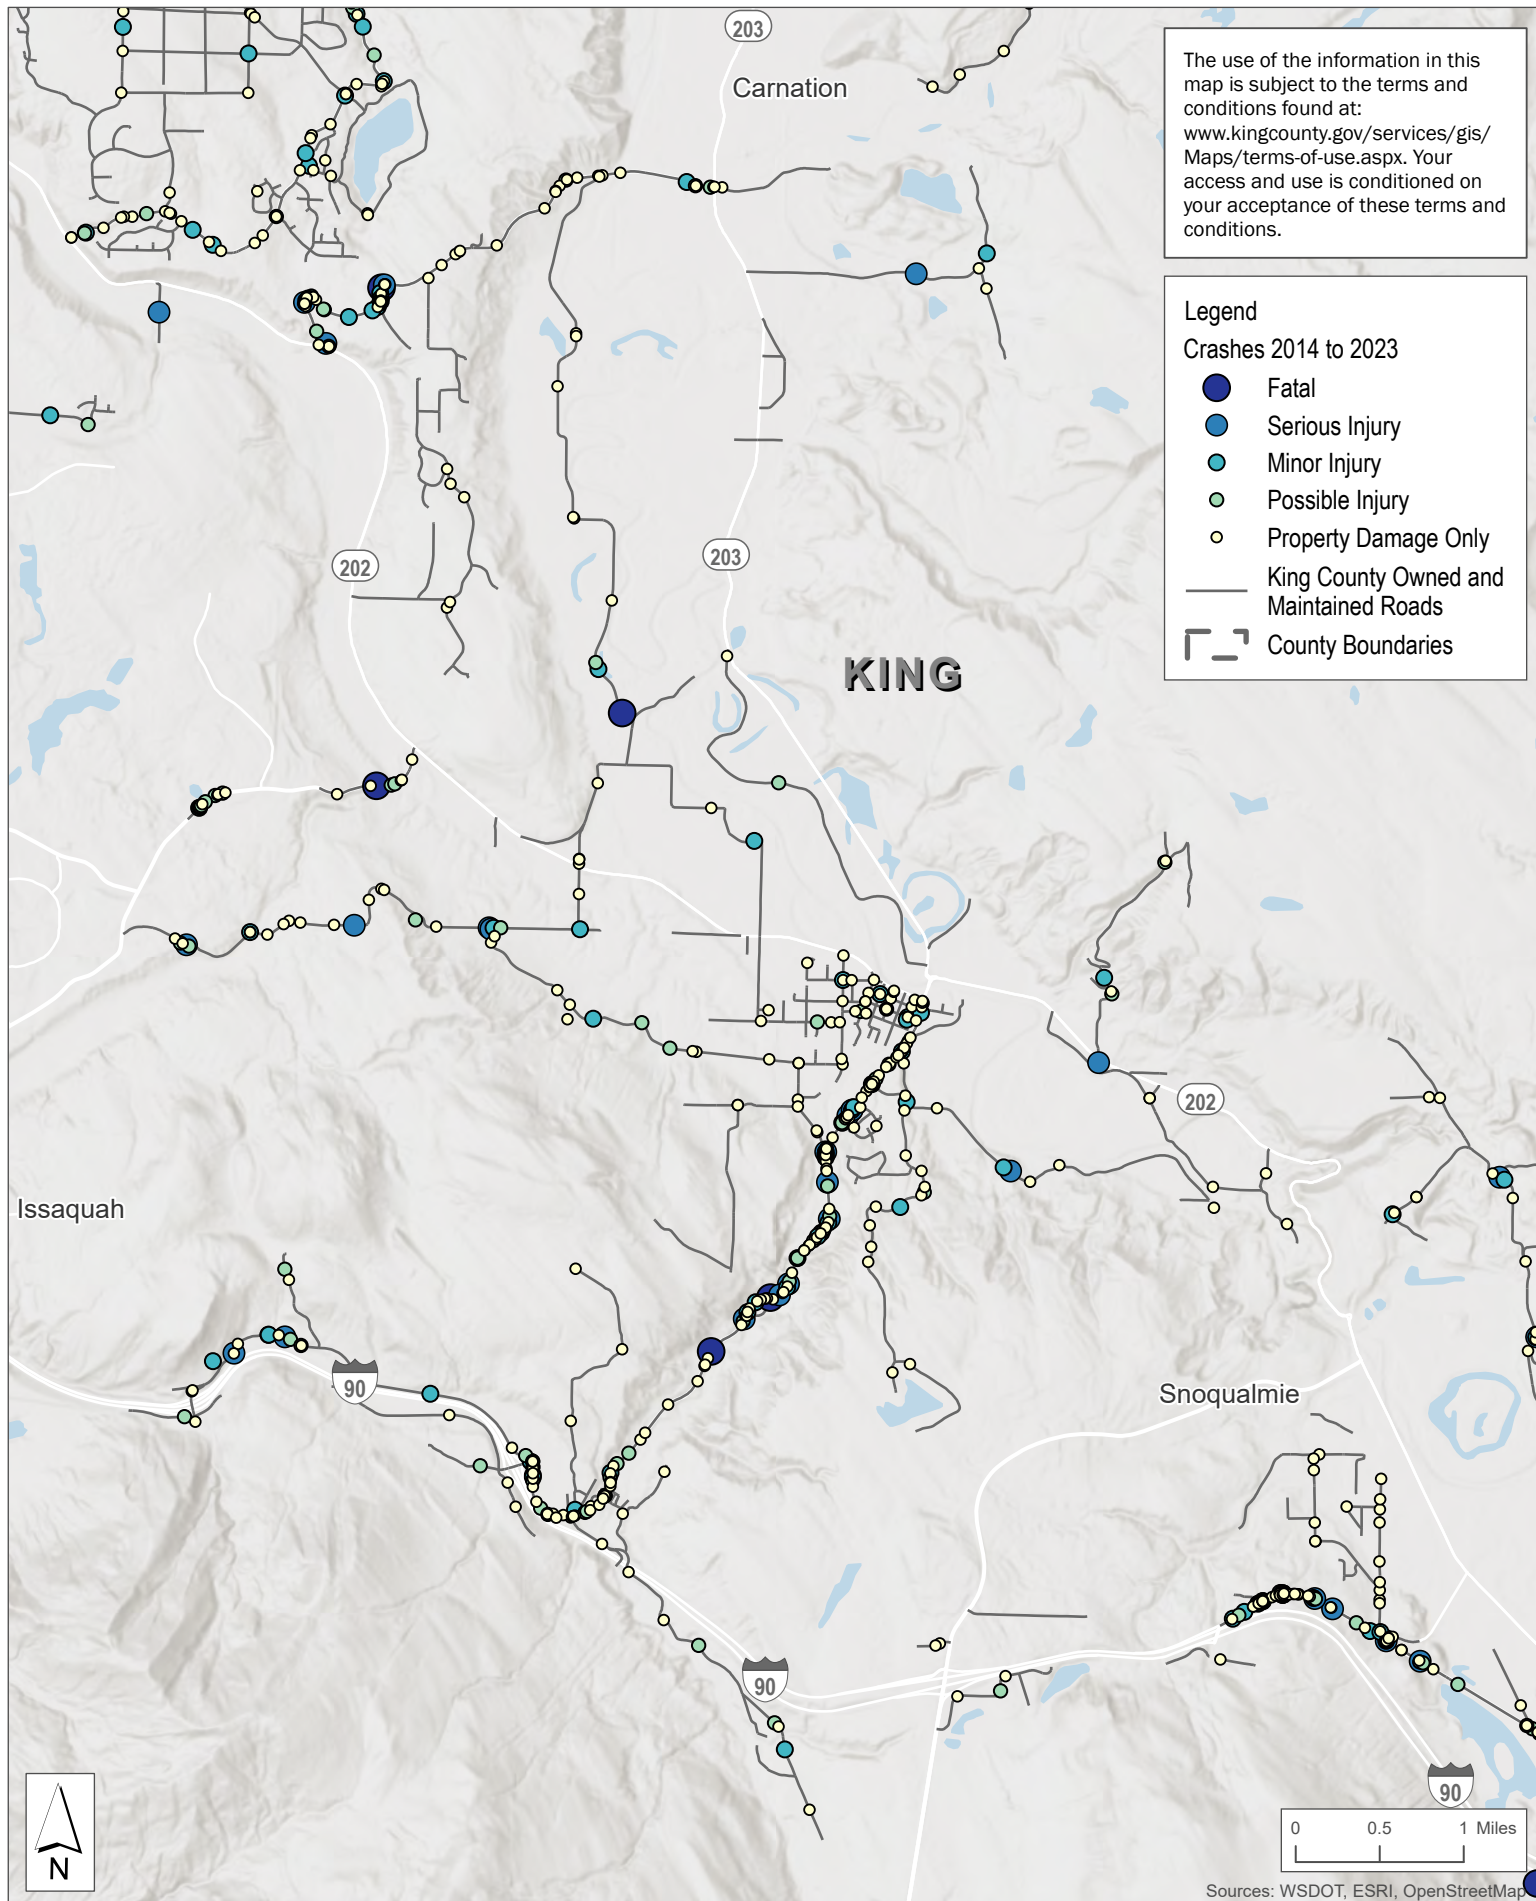 203
Carnation
The use of the information in this
map is subject to the terms and
conditions found at:
www.kingcounty.gov/services/gis/
Maps/terms-of-use.aspx. Your
access and use is conditioned on
your acceptance of these terms and
conditions.
Legend
Crashes 2014 to 2023
Fatal
Serious Injury
Minor Injury
Possible Injury
Property Damage Only
King County Owned and
Maintained Roads
County Boundaries
202
203
KING
202
Issaquah
90
Snoqualmie
90
90
0 0.5 1 Miles
N
Sources: WSDOT, ESRI, OpenStreetMap